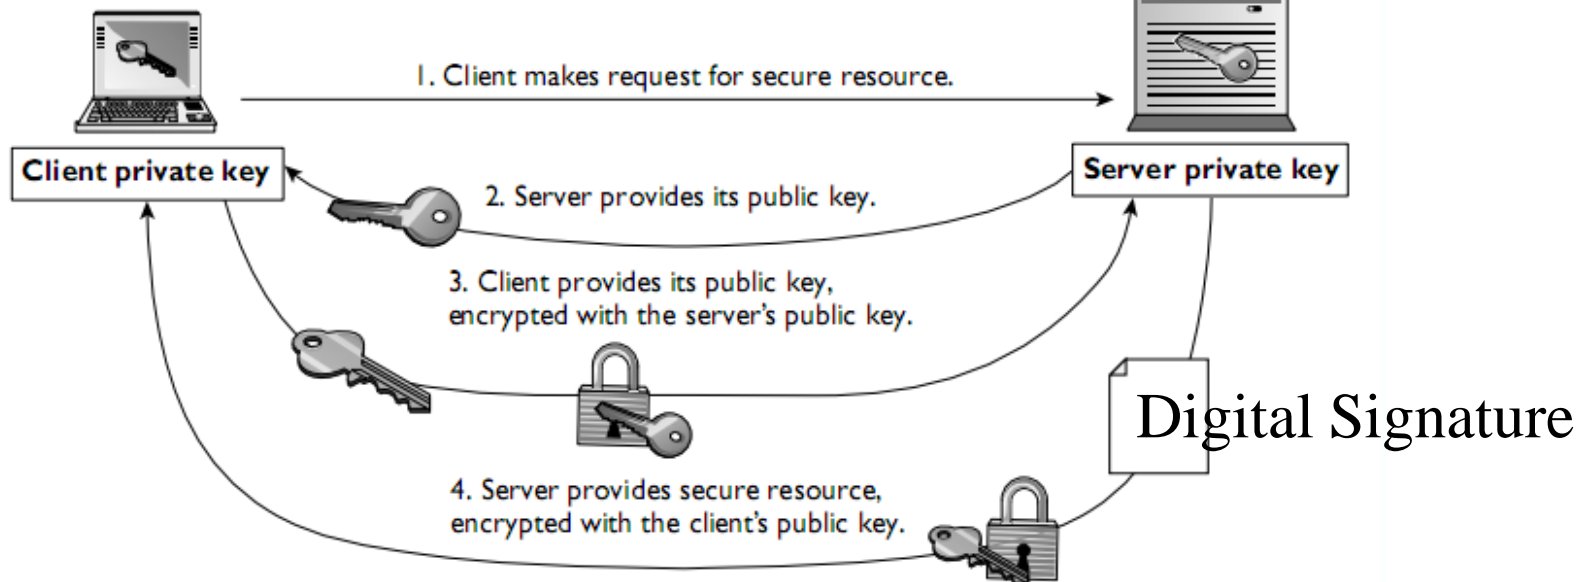 1. Client makes request for secure resource.
Client private key
Server private key
2. Server provides its public key.
3. Client provides its public key,
encrypted with the server's public key.
Digital Signature
4. Server provides secure resource,
encrypted with the client's public key.